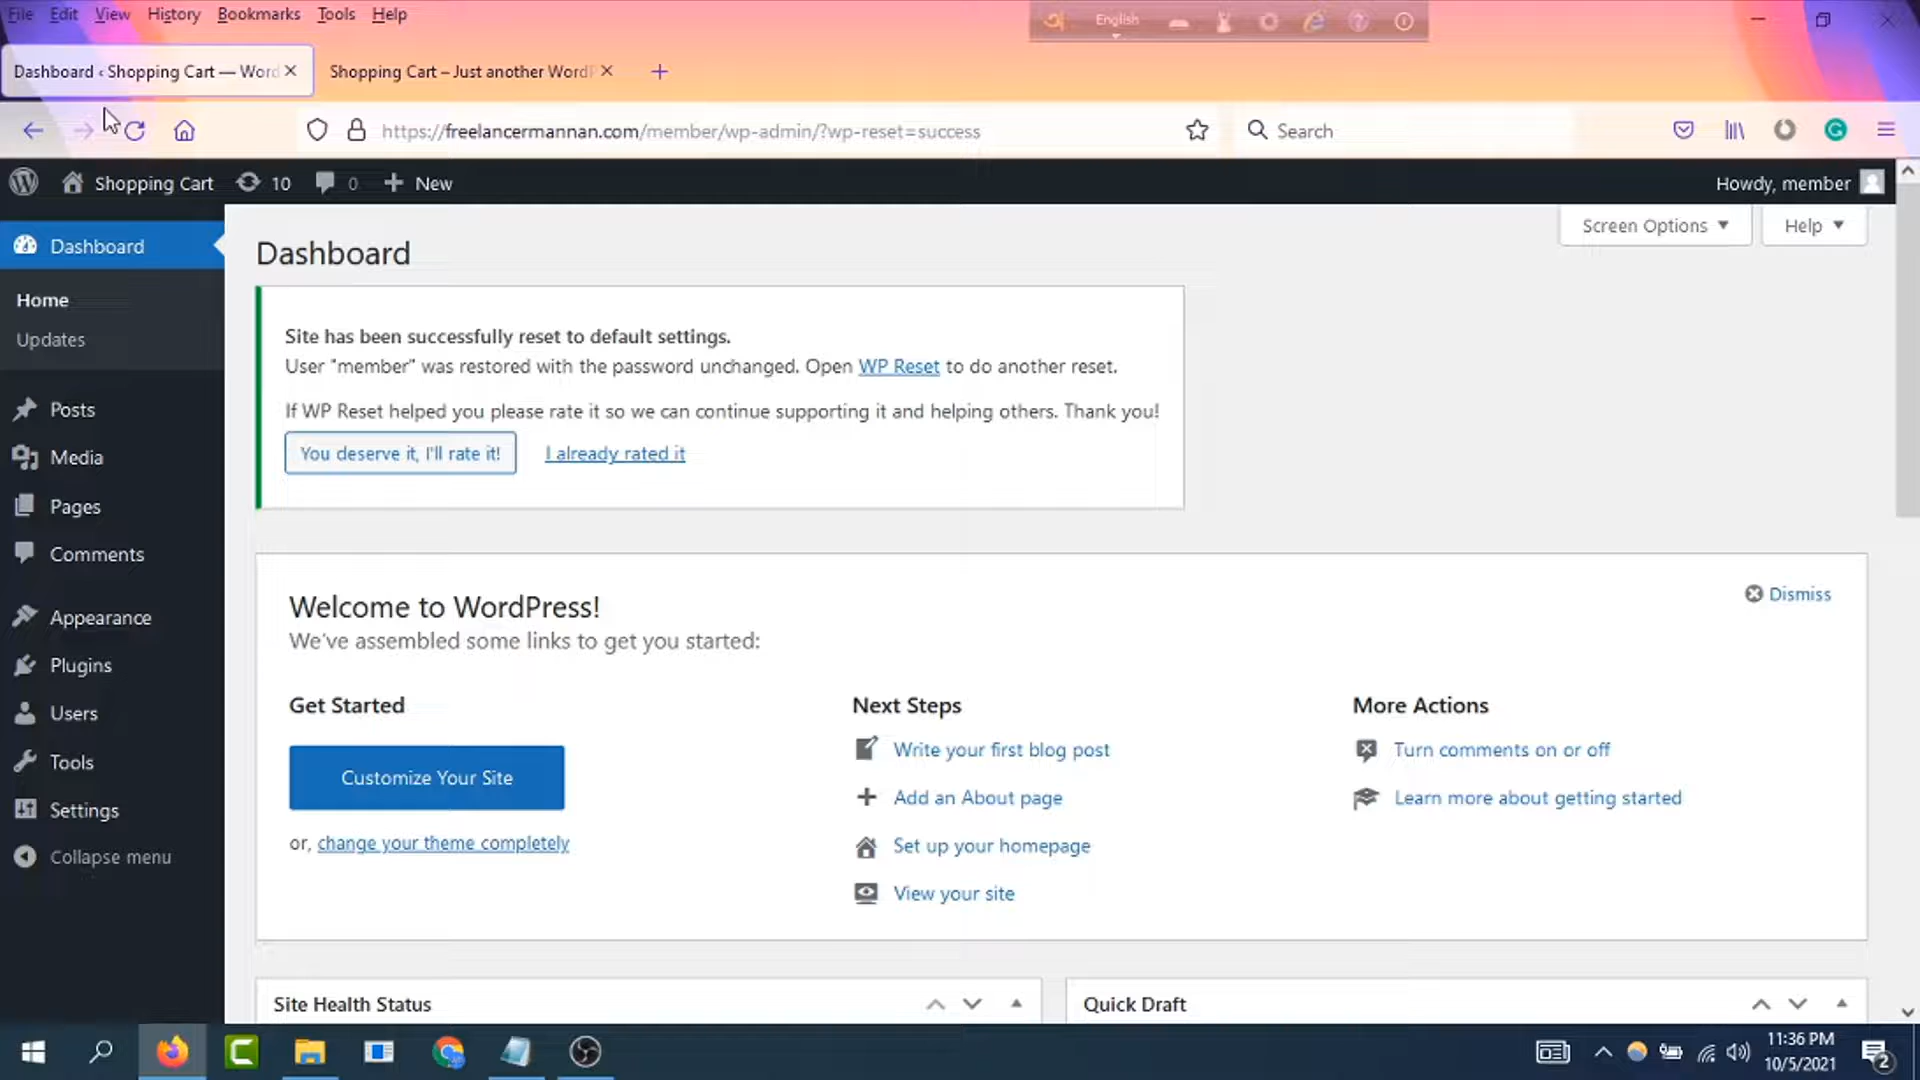 File Edit View History Bookmarks Tools Help
English
Dashboard ‹ Shopping Cart — Word
Shopping Cart – Just another WordP
https://freelancermannan.com/member/wp-admin/?wp-reset=success
Search
Shopping Cart 10 0 New
Howdy, member
Screen Options
Help
Dashboard
Home
Updates
Posts
Media
Pages
Comments
Appearance
Plugins
Users
Tools
Settings
Collapse menu
Dashboard
Site has been successfully reset to default settings.
User "member" was restored with the password unchanged. Open WP Reset to do another reset.
If WP Reset helped you please rate it so we can continue supporting it and helping others. Thank you!
You deserve it, I'll rate it! I already rated it
Welcome to WordPress!
Dismiss
We've assembled some links to get you started:
Get Started
Customize Your Site
or, change your theme completely
Next Steps
Write your first blog post
Add an About page
Set up your homepage
View your site
More Actions
Turn comments on or off
Learn more about getting started
Site Health Status
Quick Draft
11:36 PM
10/5/2021
2